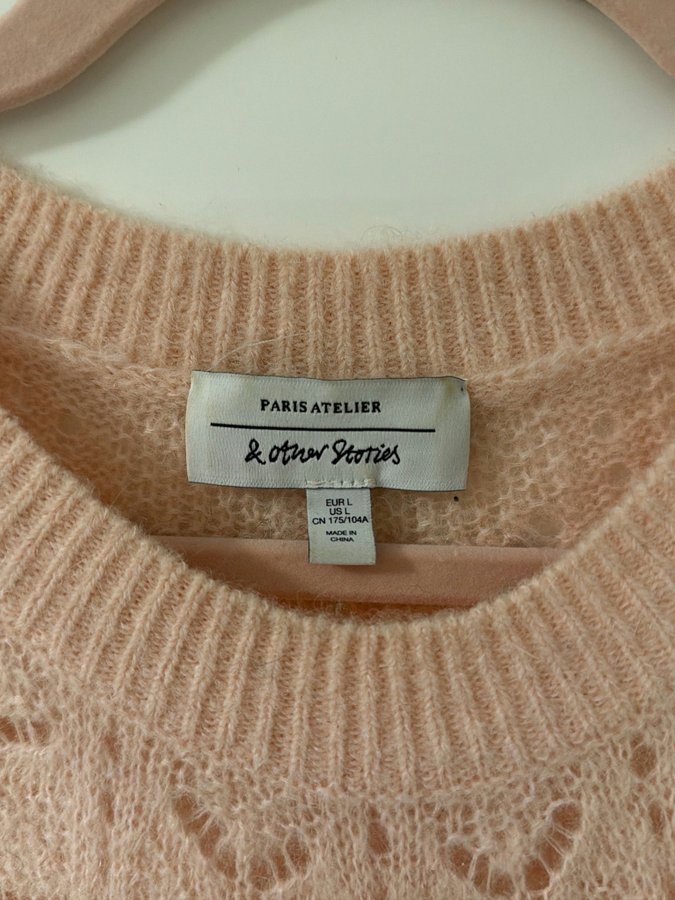 PARIS ATELIER
& other Stories
EUR L
US L
CN 175/104A
MADE IN
CHINA